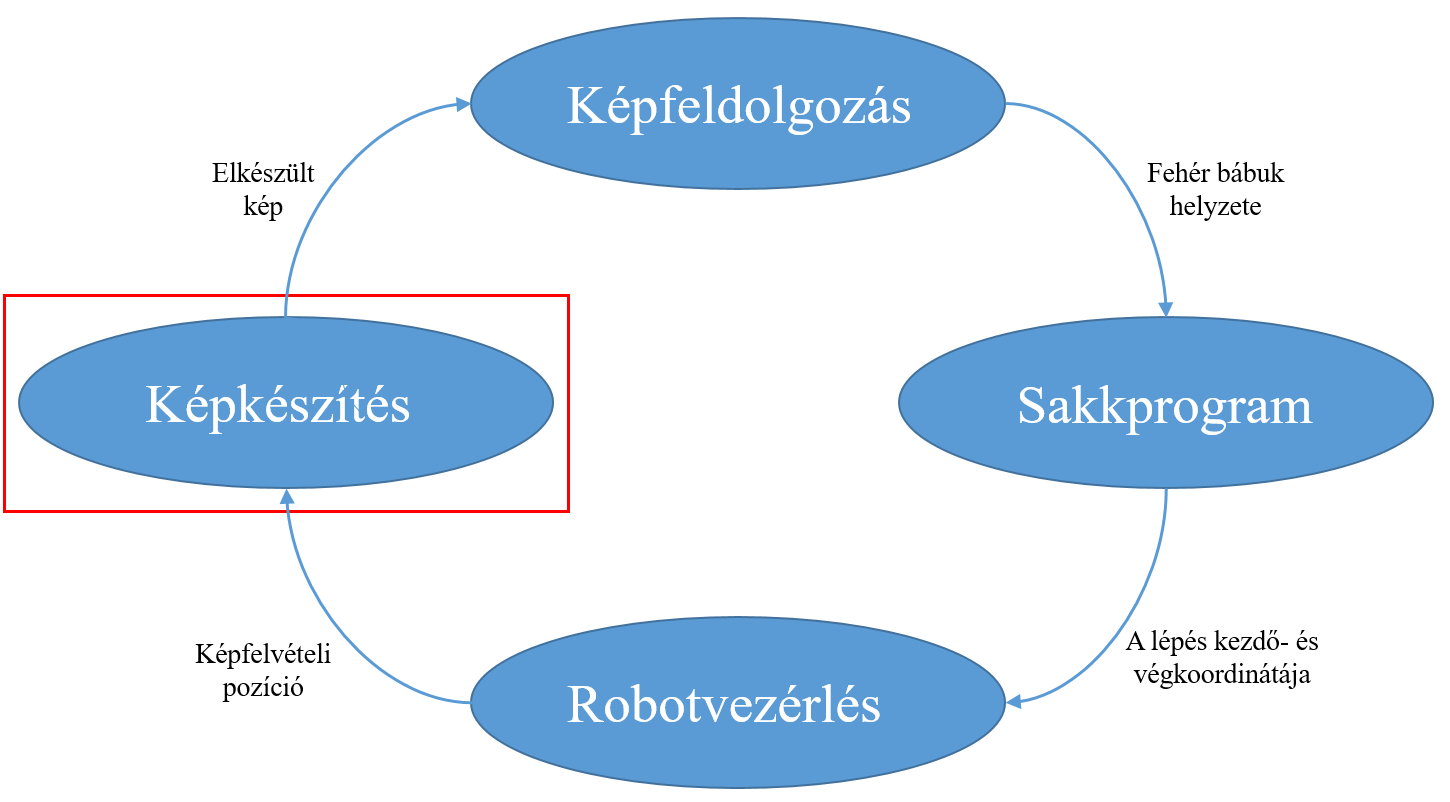 Képfeldolgozás
Elkészült
kép
Fehér bábuk
helyzete
Képkészítés
Sakkprogram
Képfelvételi
pozíció
A lépés kezdő- és
végkoordinátája
Robotvezérlés